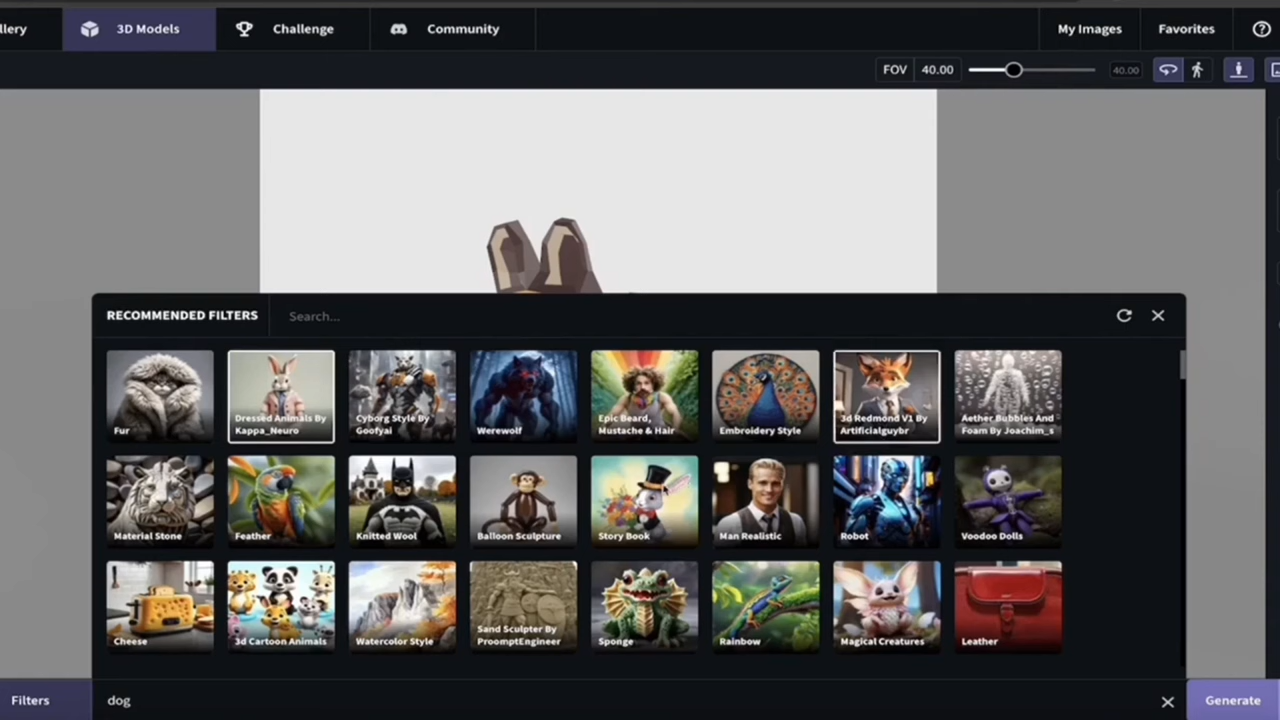 llery
3D Models
Challenge
Community
My Images
Favorites
?
FOV
40.00
40.00
RECOMMENDED FILTERS
Search...
Fur
Dressed Animals By
Kappa_Neuro
Cyborg Style By
Goofyai
Werewolf
Epic Beard,
Mustache & Hair
Embroidery Style
3d Redmond V1 By
Artificialguybr
Aether Bubbles And
Foam By Joachim_s
Material Stone
Feather
Knitted Wool
Balloon Sculpture
Story Book
Man Realistic
Robot
Voodoo Dolls
Cheese
3d Cartoon Animals
Watercolor Style
Sand Sculpter By
ProomptEngineer
Sponge
Rainbow
Magical Creatures
Leather
Filters
dog
Generate